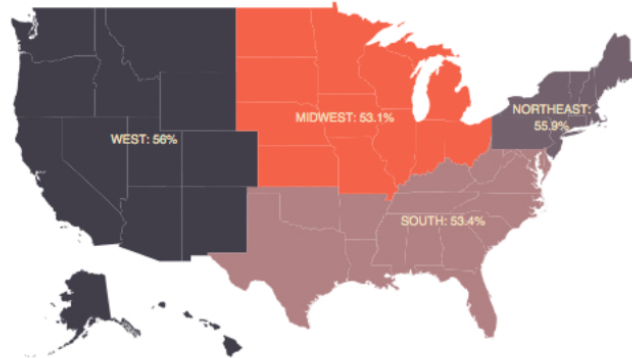 NORTHEAST:
55.9%
MIDWEST: 53.1%
WEST: 56%
SOUTH: 53.4%